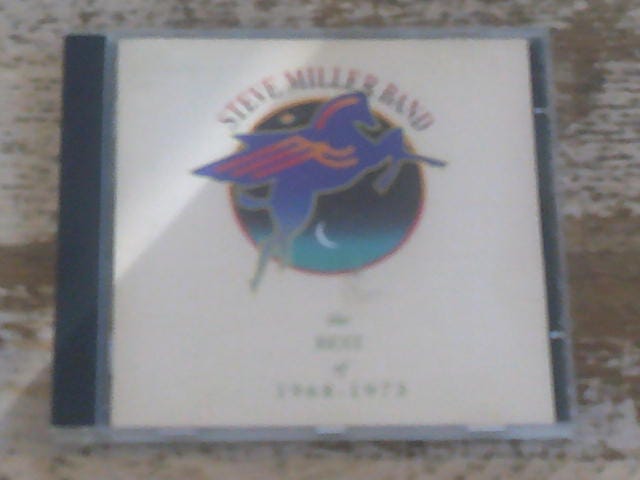 STEVE MILLER BAND
the
BEST
of
1968-1973